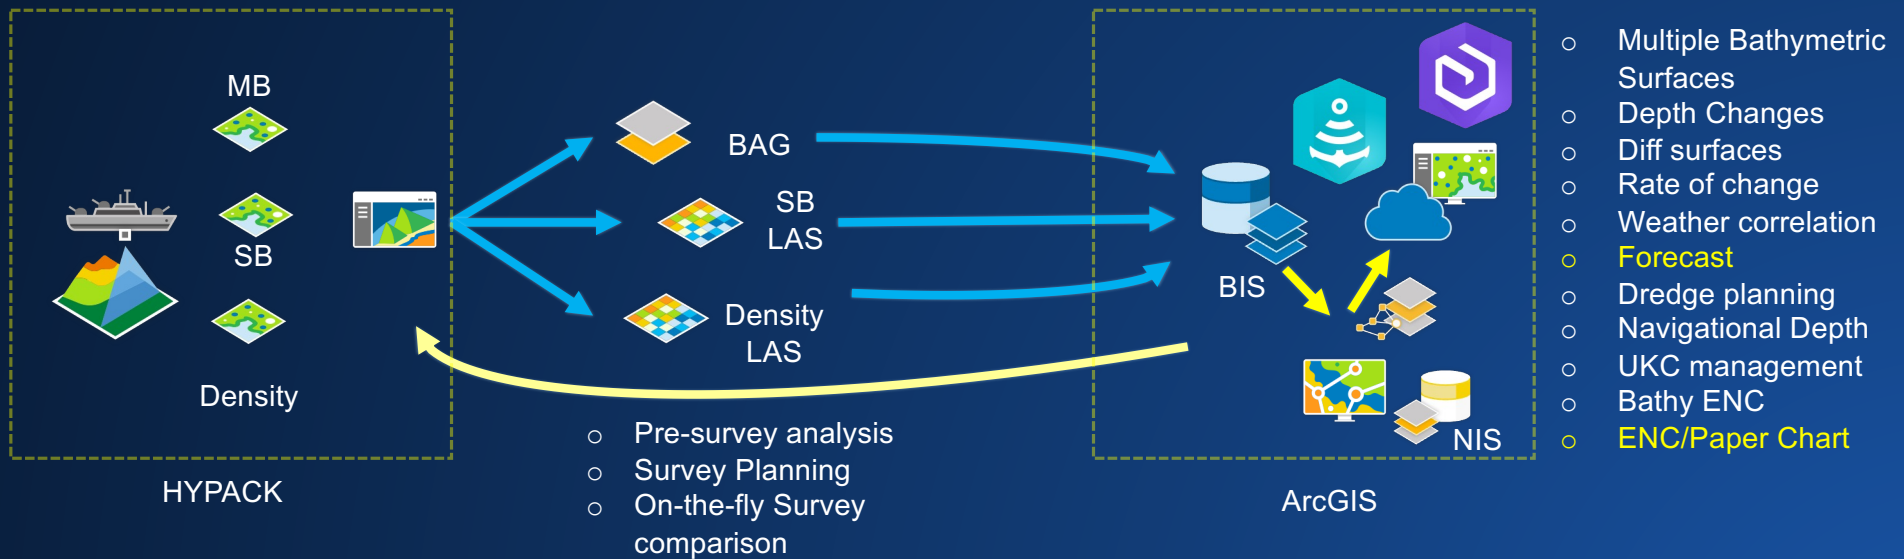 MB
SB
Density
HYPACK
BAG
SB
LAS
Density
LAS
○ Pre-survey analysis
○ Survey Planning
○ On-the-fly Survey
comparison
BIS
NIS
ArcGIS
○ Multiple Bathymetric
Surfaces
○ Depth Changes
○ Diff surfaces
○ Rate of change
○ Weather correlation
○ Forecast
○ Dredge planning
○ Navigational Depth
○ UKC management
○ Bathy ENC
○ ENC/Paper Chart